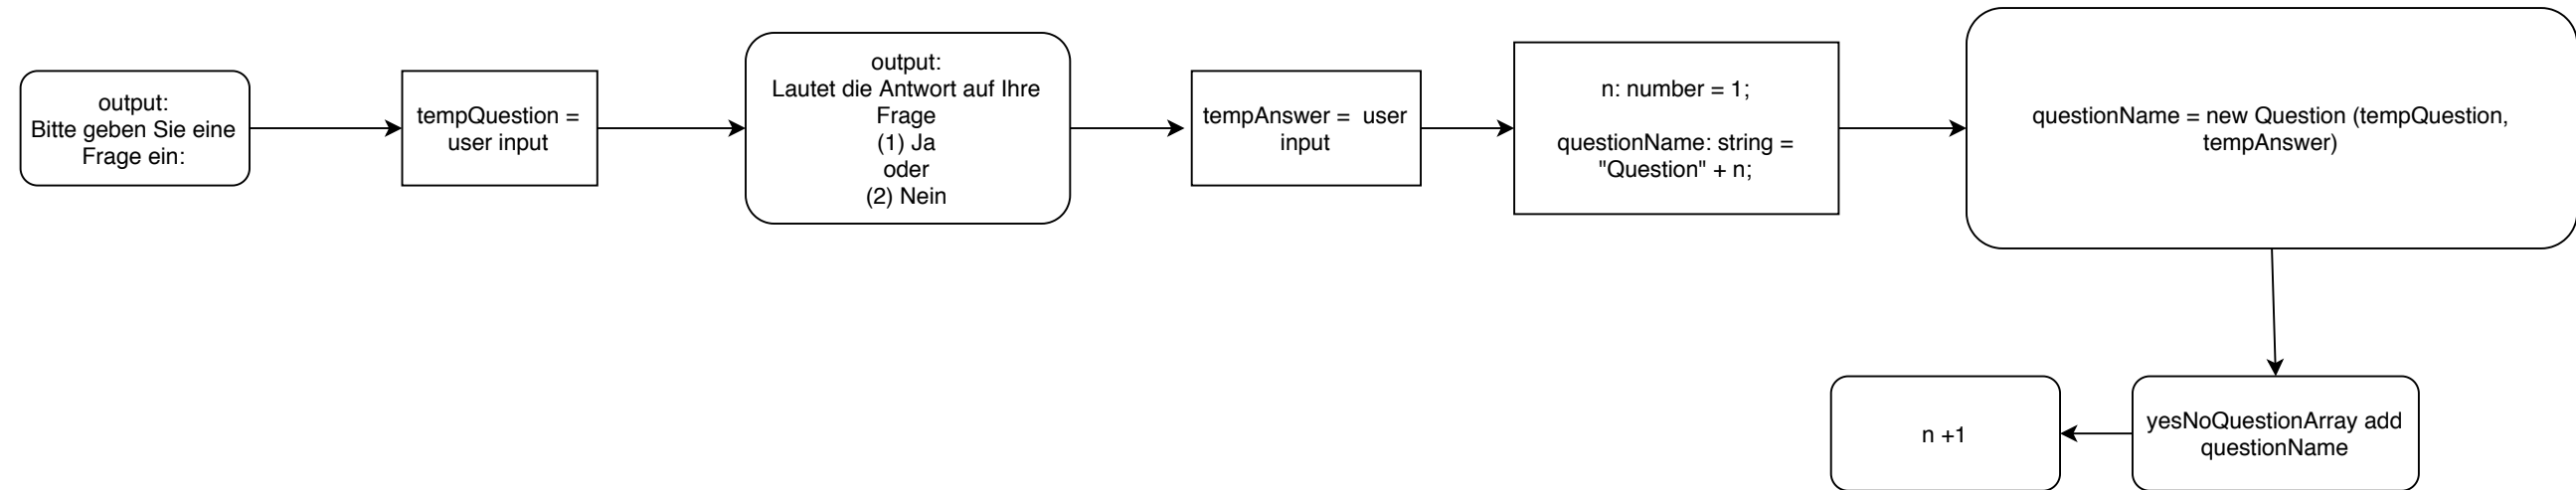 output:
Bitte geben Sie eine
Frage ein:
tempQuestion =
user input
output:
Lautet die Antwort auf Ihre
Frage
(1) Ja
oder
(2) Nein
tempAnswer =  user
input
n: number = 1;
questionName: string =
"Question" + n;
questionName = new Question (tempQuestion,
tempAnswer)
yesNoQuestionArray add
questionName
n +1